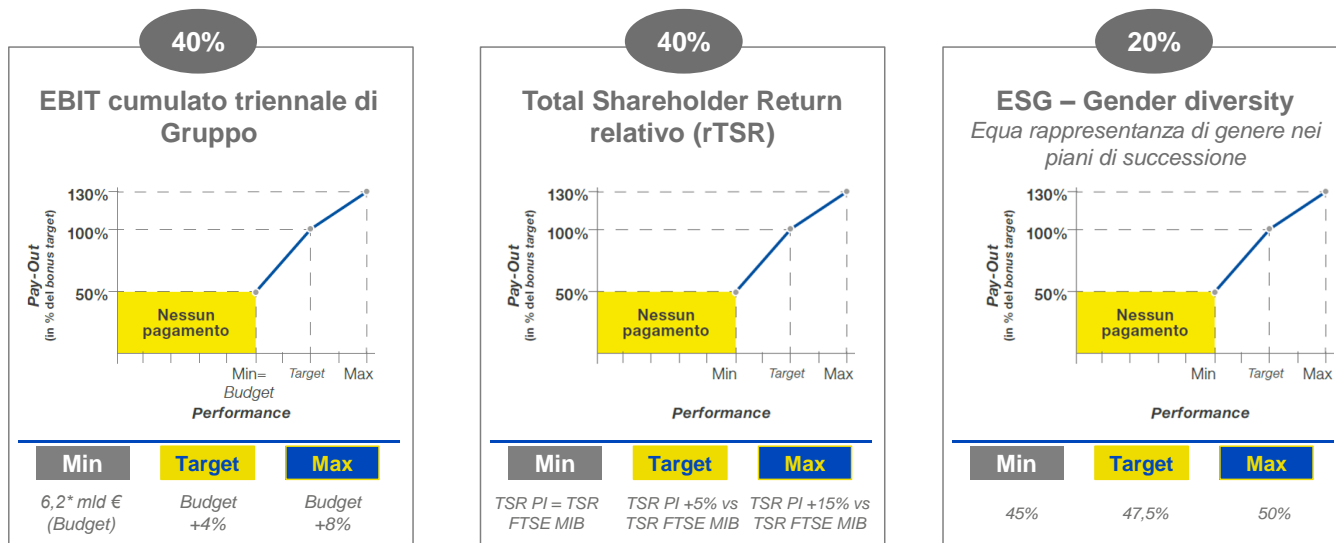 40%
EBIT cumulato triennale di
Gruppo
130%
100%
50%
Pay-Out
(in % del bonus target)
Nessun
pagamento
Min=
Budget
Target
Max
Performance
Min
Target
Max
6,2* mld €
(Budget)
Budget
+4%
Budget
+8%
40%
Total Shareholder Return
relativo (rTSR)
130%
100%
50%
Pay-Out
(in % del bonus target)
Nessun
pagamento
Min
Target
Max
Performance
Min
Target
Max
TSR PI = TSR
FTSE MIB
TSR PI +5% vs
TSR FTSE MIB
TSR PI +15% vs
TSR FTSE MIB
20%
ESG – Gender diversity
Equa rappresentanza di genere nei
piani di successione
130%
100%
50%
Pay-Out
(in % del bonus target)
Nessun
pagamento
Min
Target
Max
Performance
Min
Target
Max
45%
47,5%
50%